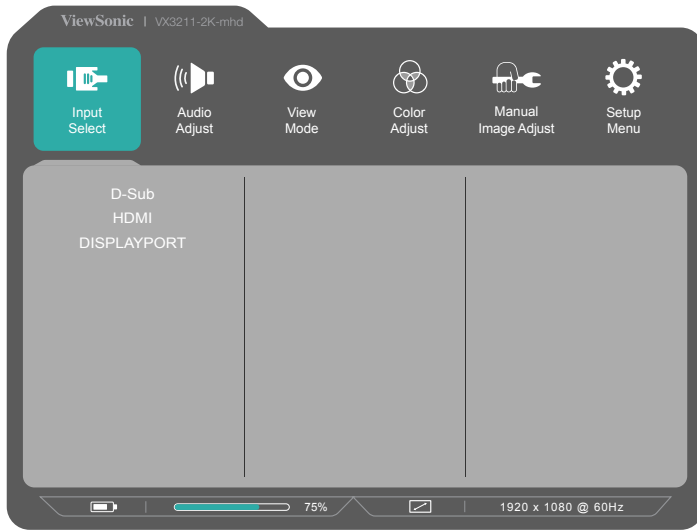 ViewSonic | VX3211-2K-mhd
Input
Select
Audio
Adjust
View
Mode
Color
Adjust
Manual
Image Adjust
Setup
Menu
D-Sub
HDMI
DISPLAYPORT
75%
1920 x 1080 @ 60Hz